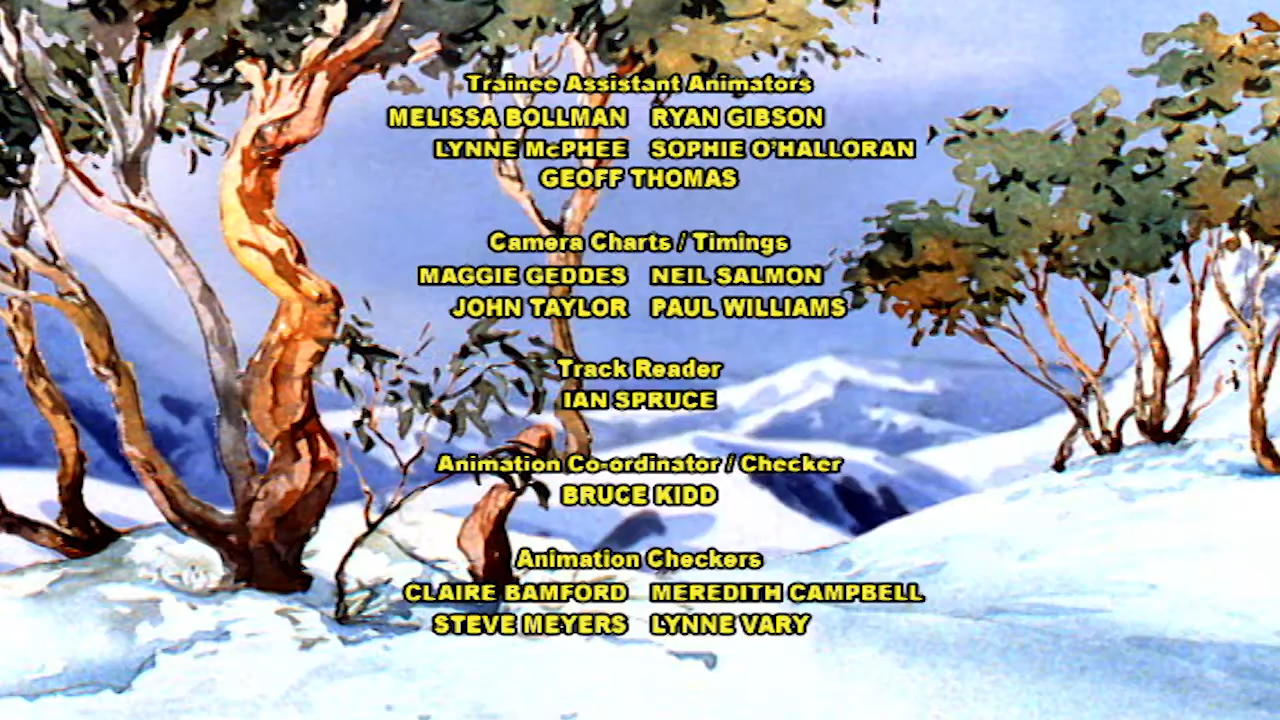 Trainee Assistant Animators
MELISSA BOLLMAN RYAN GIBSON
LYNNE McPHEE SOPHIE O'HALLORAN
GEOFF THOMAS
Camera Charts / Timings
MAGGIE GEDDES NEIL SALMON
JOHN TAYLOR PAUL WILLIAMS
Track Reader
IAN SPRUCE
Animation Co-ordinator / Checker
BRUCE KIDD
Animation Checkers
CLAIRE BAMFORD MEREDITH CAMPBELL
STEVE MEYERS LYNNE VARY